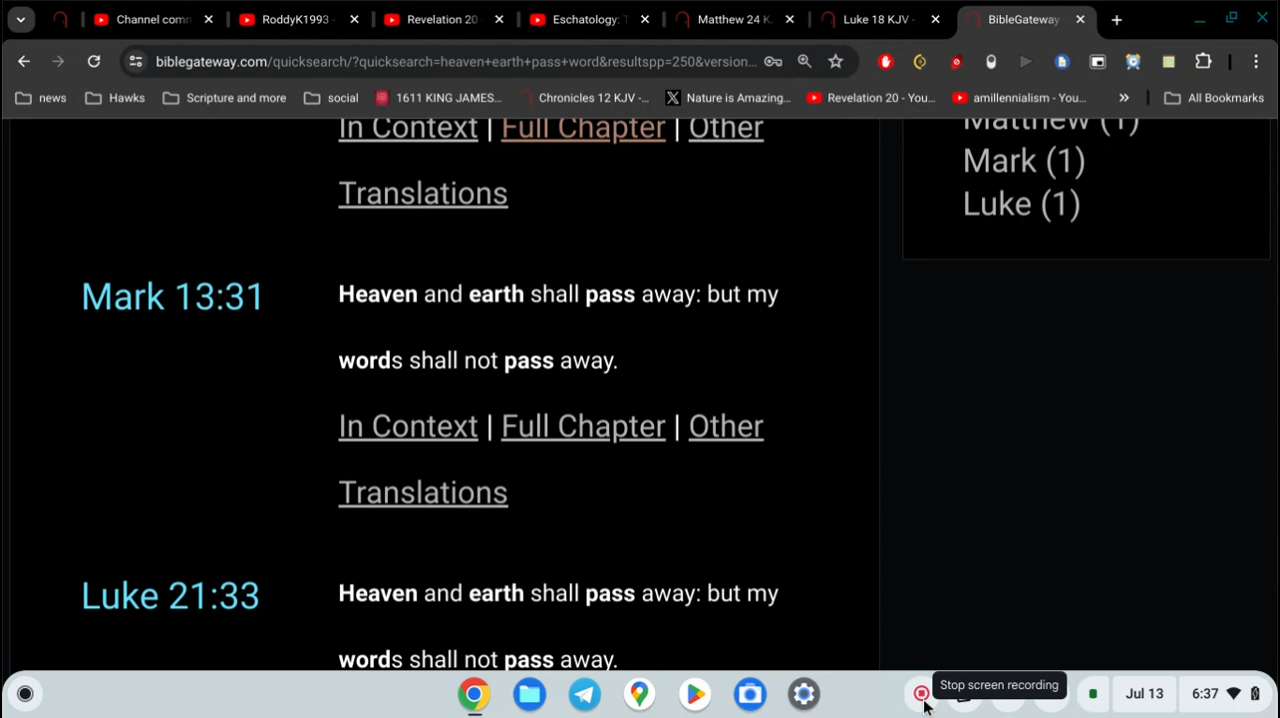 Channel comm
RoddyK1993 -
Revelation 20 -
Eschatology: T
Matthew 24 K
Luke 18 KJV -
BibleGateway
biblegateway.com/quicksearch/?quicksearch=heaven+earth+pass+word&resultspp=250&version...
news
Hawks
Scripture and more
social
1611 KING JAMES...
Chronicles 12 KJV -...
Nature is Amazing...
Revelation 20 - You...
amillennialism - You...
»
All Bookmarks
In Context | Full Chapter | Other
Translations
Matthew (1)
Mark (1)
Luke (1)
Mark 13:31
Heaven and earth shall pass away: but my
words shall not pass away.
In Context | Full Chapter | Other
Translations
Luke 21:33
Heaven and earth shall pass away: but my
words shall not pass away.
Stop screen recording
Jul 13
6:37